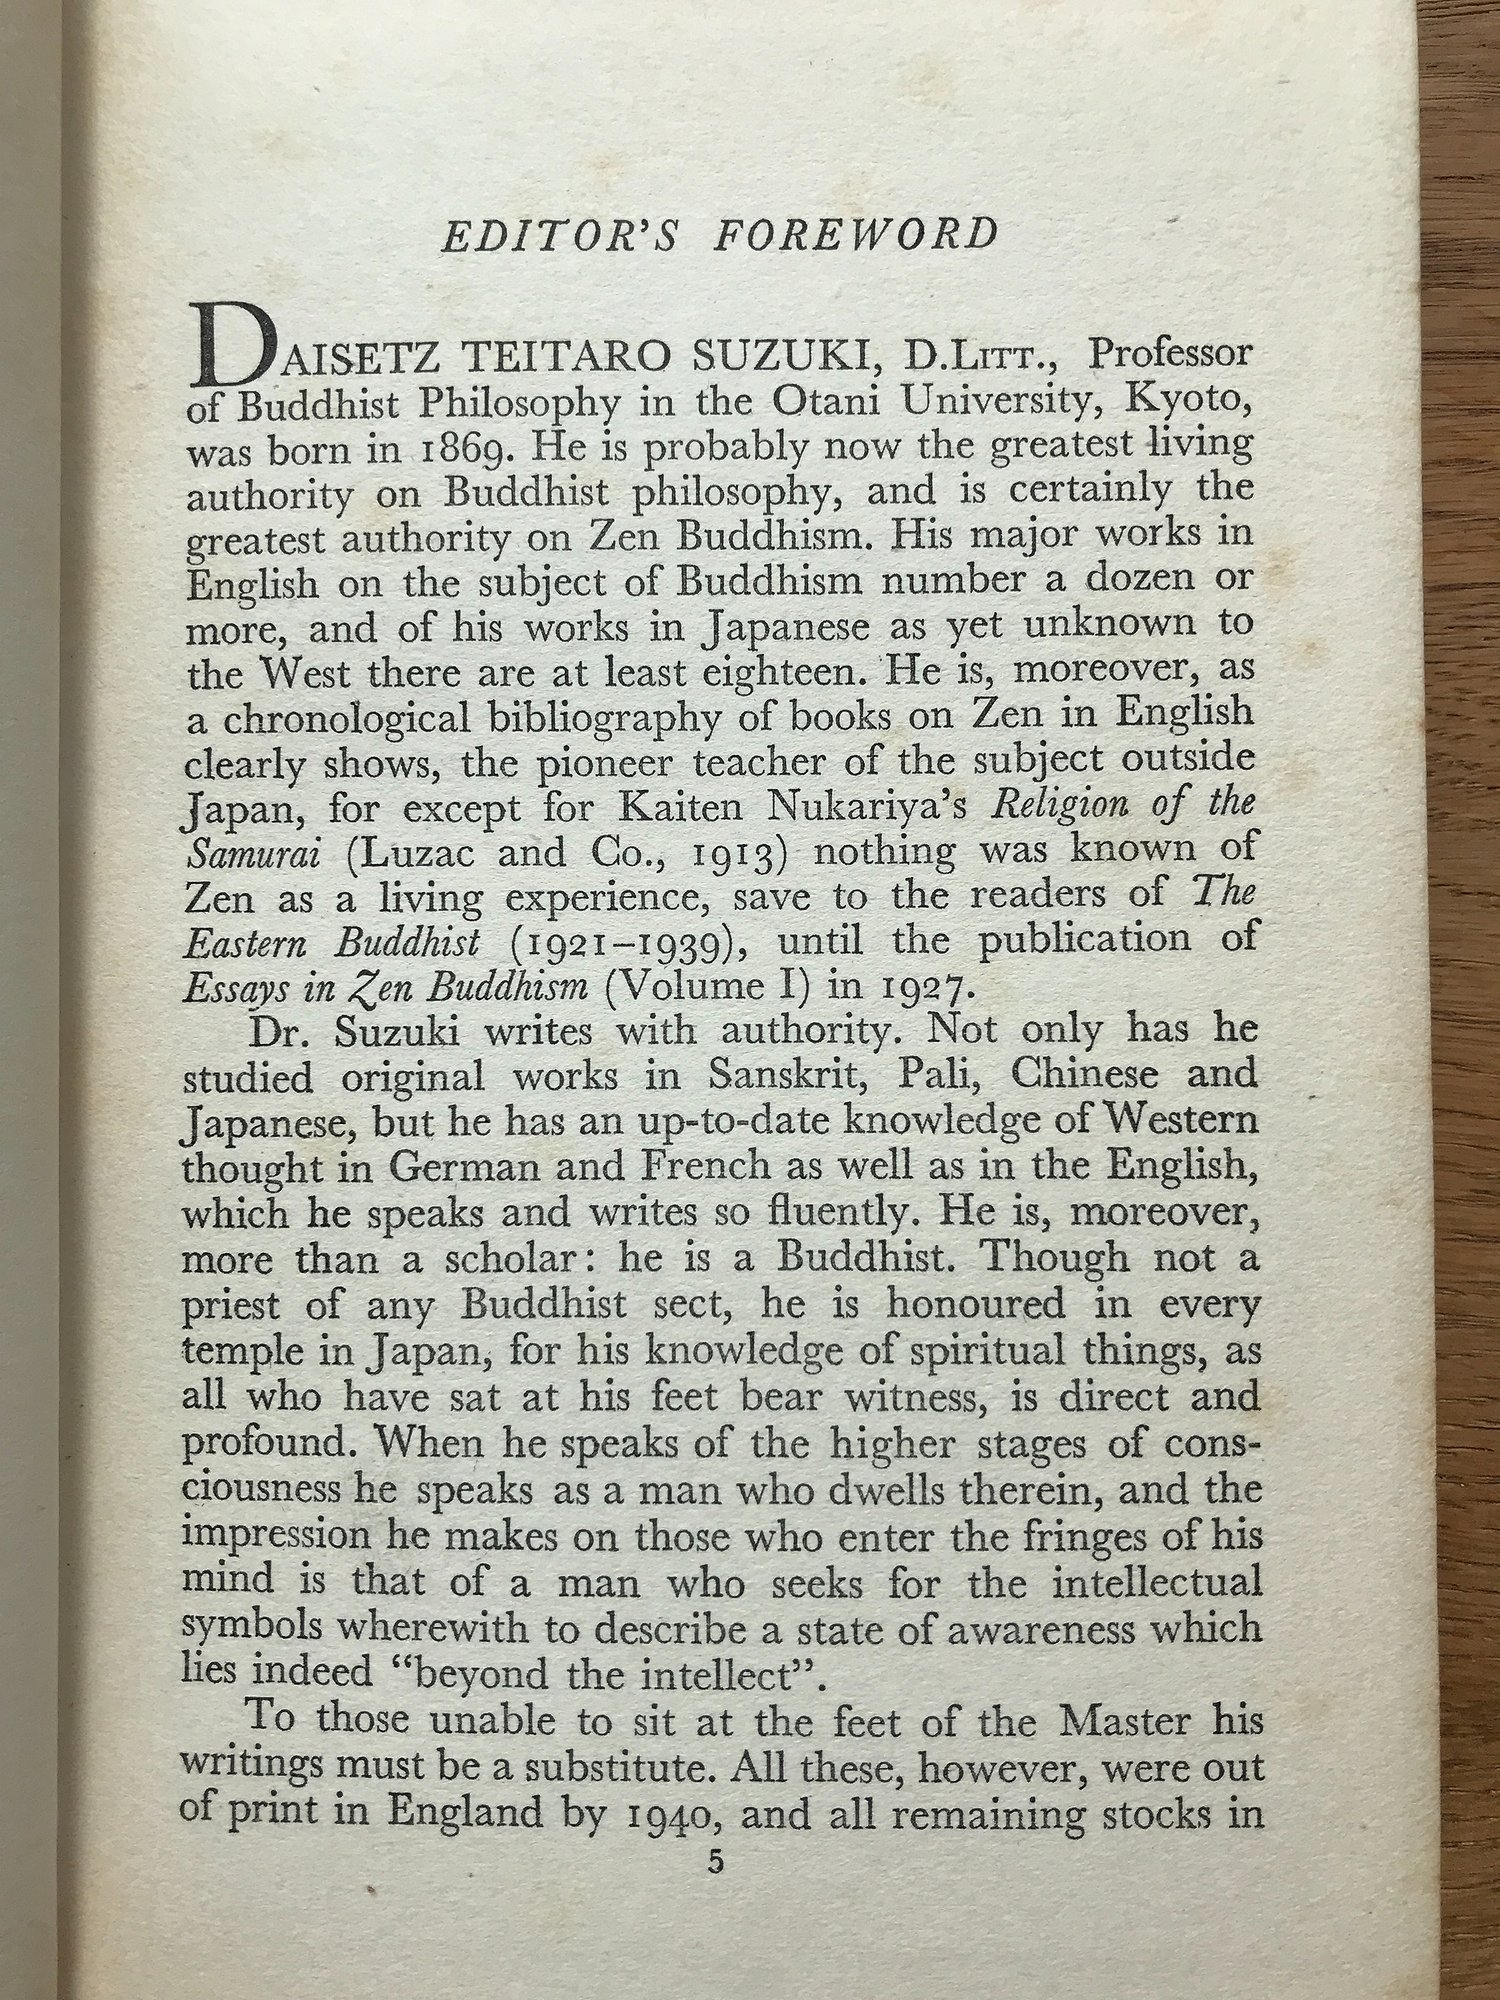 EDITOR'S FOREWORD
DAISETZ TEITARO SUZUKI, D.LITT., Professor
of Buddhist Philosophy in the Otani University, Kyoto,
was born in 1869. He is probably now the greatest living
authority on Buddhist philosophy, and is certainly the
greatest authority on Zen Buddhism. His major works in
English on the subject of Buddhism number a dozen or
more, and of his works in Japanese as yet unknown to
the West there are at least eighteen. He is, moreover, as
a chronological bibliography of books on Zen in English
clearly shows, the pioneer teacher of the subject outside
Japan, for except for Kaiten Nukariya's Religion of the
Samurai (Luzac and Co., 1913) nothing was known of
Zen as a living experience, save to the readers of The
Eastern Buddhist (1921–1939), until the publication of
Essays in Zen Buddhism (Volume I) in 1927.
Dr. Suzuki writes with authority. Not only has he
studied original works in Sanskrit, Pali, Chinese and
Japanese, but he has an up-to-date knowledge of Western
thought in German and French as well as in the English,
which he speaks and writes so fluently. He is, moreover,
more than a scholar: he is a Buddhist. Though not a
priest of any Buddhist sect, he is honoured in every
temple in Japan, for his knowledge of spiritual things, as
all who have sat at his feet bear witness, is direct and
profound. When he speaks of the higher stages of cons-
ciousness he speaks as a man who dwells therein, and the
impression he makes on those who enter the fringes of his
mind is that of a man who seeks for the intellectual
symbols wherewith to describe a state of awareness which
lies indeed “beyond the intellect”.
To those unable to sit at the feet of the Master his
writings must be a substitute. All these, however, were out
of print in England by 1940, and all remaining stocks in
5